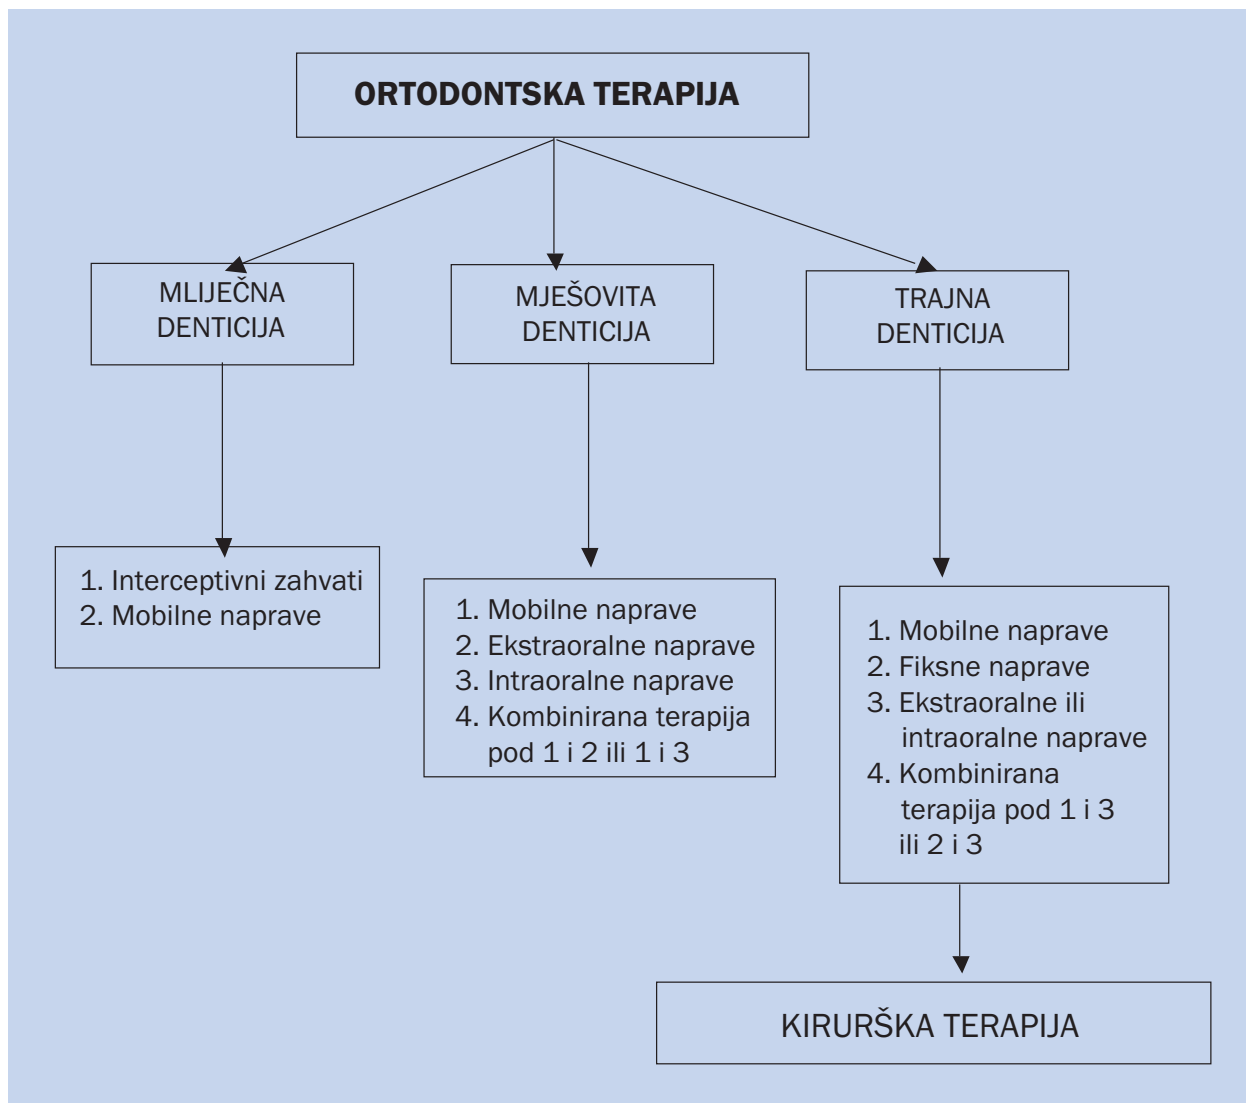 ORTODONTSKA TERAPIJA
MLIJEČNA
DENTICIJA
MJEŠOVITA
DENTICIJA
TRAJNA
DENTICIJA
1. Interceptivni zahvati
2. Mobilne naprave
1. Mobilne naprave
2. Ekstraoralne naprave
3. Intraoralne naprave
4. Kombinirana terapija
pod 1 i 2 ili 1 i 3
1. Mobilne naprave
2. Fiksne naprave
3. Ekstraoralne ili
intraoralne naprave
4. Kombinirana
terapija pod 1 i 3
ili 2 i 3
KIRURŠKA TERAPIJA